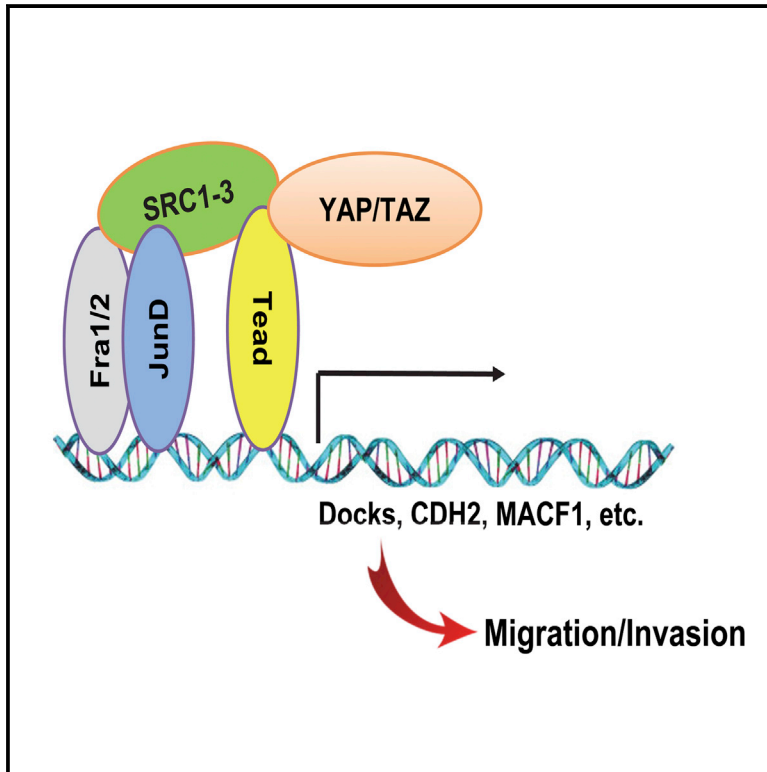 SRC1-3
YAP/TAZ
Fra1/2
JunD
Tead
Docks, CDH2, MACF1, etc.
Migration/Invasion